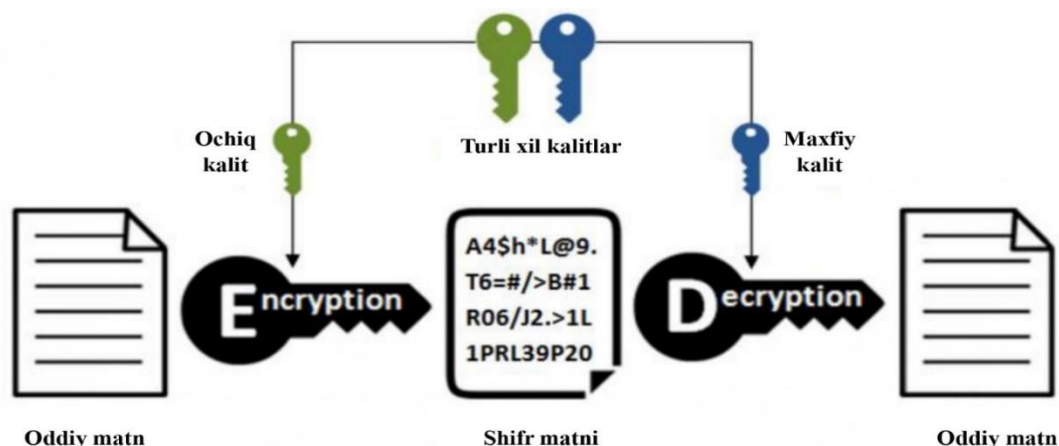 Ochiq
kalit
Turli xil kalitlar
Maxfiy
kalit
Encryption
A4$h*L@9.
T6=#/>B#1
R06/J2.>1L
1PRL39P20
Decryption
Oddiy matn
Shifr matni
Oddiy matn